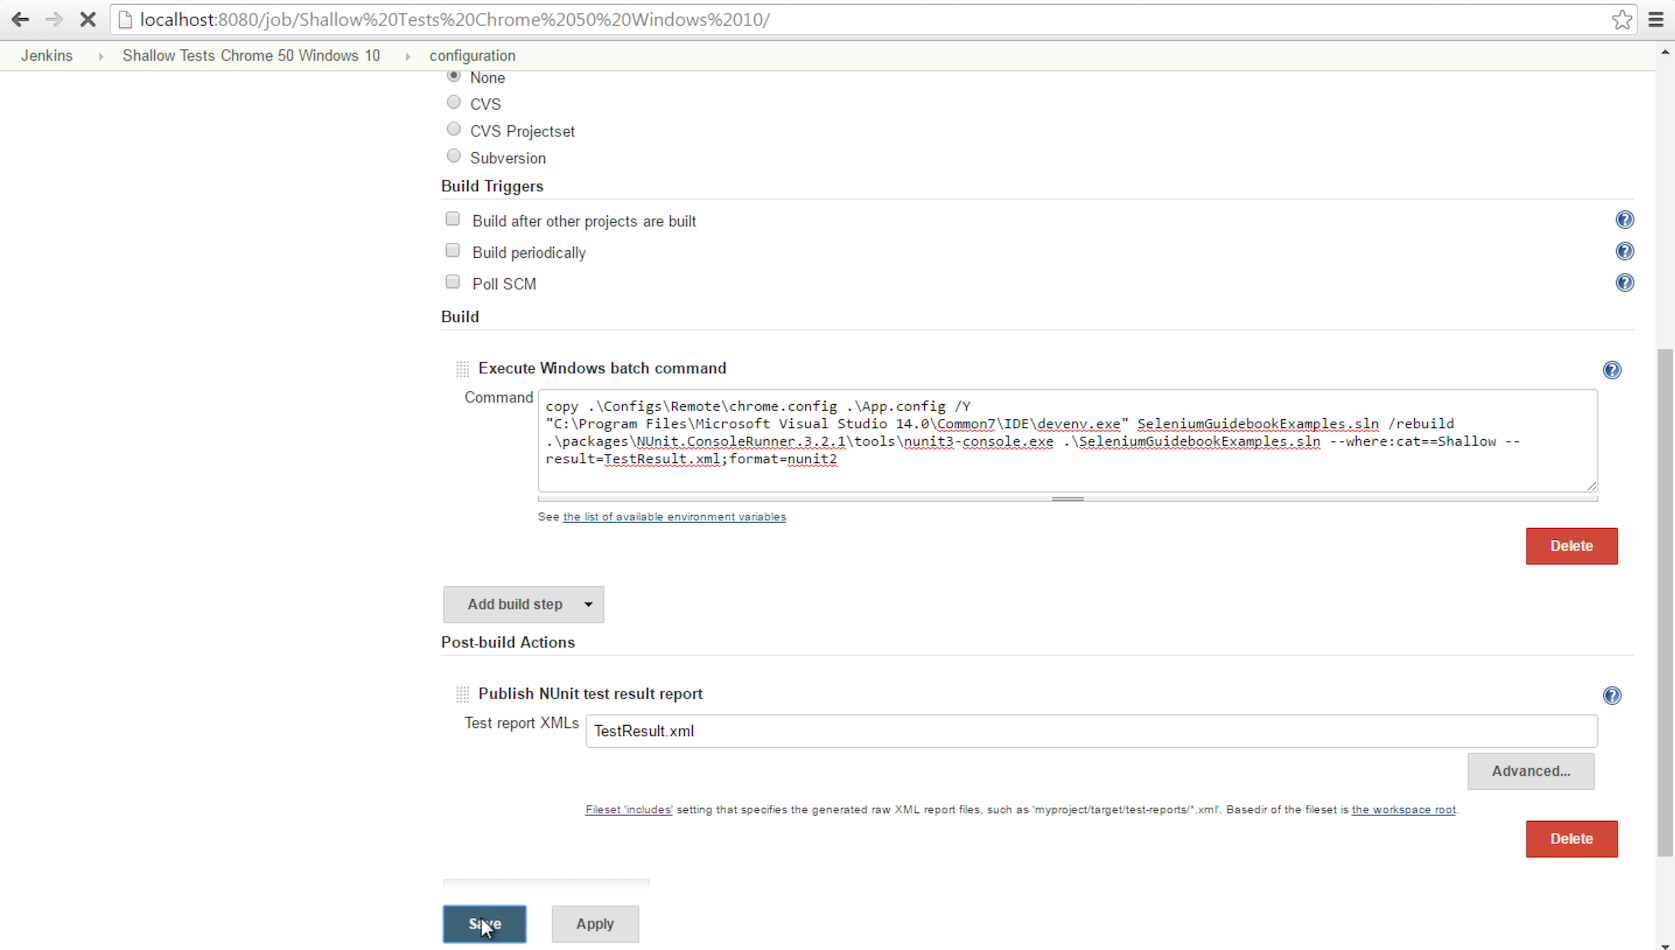 localhost:8080/job/Shallow%20Tests%20Chrome%2050%20Windows%2010/
Jenkins Shallow Tests Chrome 50 Windows 10 configuration
None
CVS
CVS Projectset
Subversion
Build Triggers
Build after other projects are built
Build periodically
Poll SCM
Build
Execute Windows batch command
Command
copy .\Configs\Remote\chrome.config .\App.config /Y
"C:\Program Files\Microsoft Visual Studio 14.0\Common7\IDE\devenv.exe" SeleniumGuidebookExamples.sln /rebuild
.\packages\NUnit.ConsoleRunner.3.2.1\tools\nunit3-console.exe .\SeleniumGuidebookExamples.sln --where:cat==Shallow --
result=TestResult.xml;format=nunit2
See the list of available environment variables
Delete
Add build step
Post-build Actions
Publish NUnit test result report
Test report XMLs TestResult.xml
Advanced...
Fileset 'includes' setting that specifies the generated raw XML report files, such as 'myproject/target/test-reports/*.xml'. Basedir of the fileset is the workspace root.
Delete
Save Apply